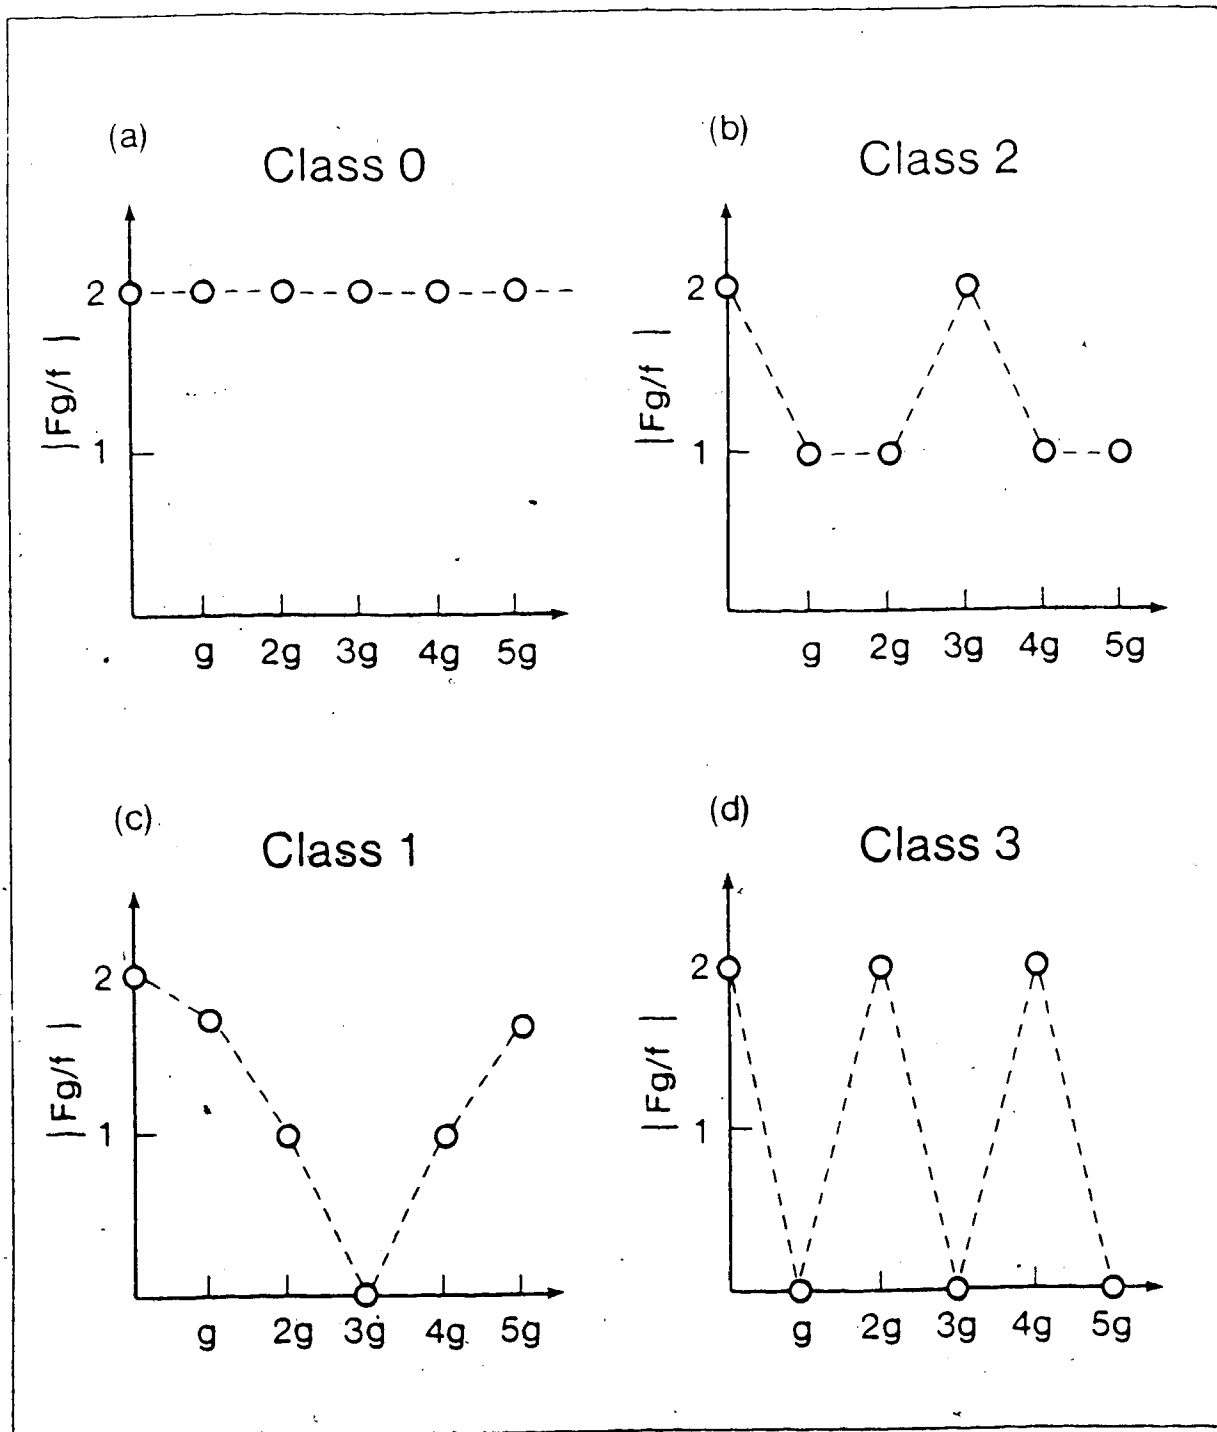 (a)
Class 0
2
1
|Fg/f |
g 2g 3g 4g 5g
(b)
Class 2
2
1
|Fg/f |
g 2g 3g 4g 5g
(c)
Class 1
2
1
|Fg/f |
g 2g 3g 4g 5g
(d)
Class 3
2
1
|Fg/f |
g 2g 3g 4g 5g